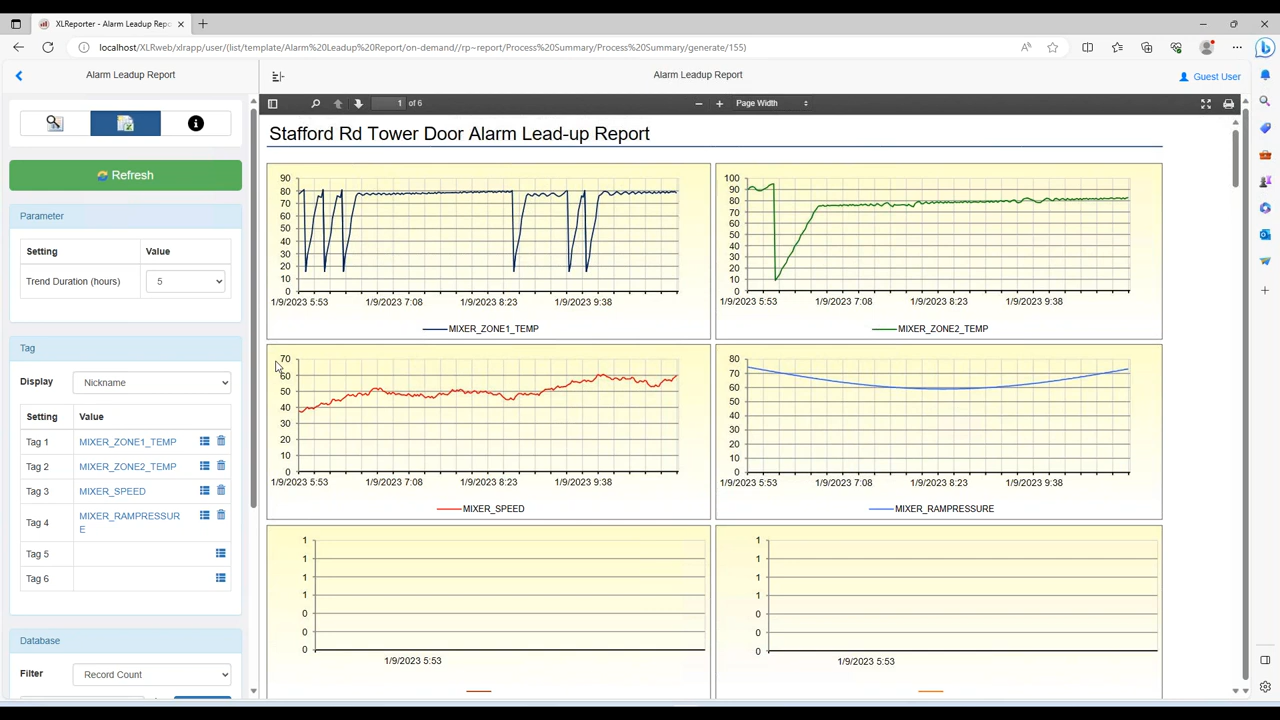 XLReporter - Alarm Leadup Repo
localhost/XLRweb/xlrapp/user/(list/template/Alarm%20Leadup%20Report/on-demand//rp~report/Process%20Summary/Process%20Summary/generate/155)
Alarm Leadup Report
Alarm Leadup Report
Guest User
1 of 6
Page Width
Refresh
Parameter
Setting Value
Trend Duration (hours) 5
Tag
Display Nickname
Setting Value
Tag 1 MIXER_ZONE1_TEMP
Tag 2 MIXER_ZONE2_TEMP
Tag 3 MIXER_SPEED
Tag 4 MIXER_RAMPRESSUR
E
Tag 5
Tag 6
Database
Filter Record Count
Stafford Rd Tower Door Alarm Lead-up Report
90
80
70
60
50
40
30
20
10
0
1/9/2023 5:53 1/9/2023 7:08 1/9/2023 8:23 1/9/2023 9:38
MIXER_ZONE1_TEMP
100
90
80
70
60
50
40
30
20
10
0
1/9/2023 5:53 1/9/2023 7:08 1/9/2023 8:23 1/9/2023 9:38
MIXER_ZONE2_TEMP
70
60
50
40
30
20
10
0
1/9/2023 5:53 1/9/2023 7:08 1/9/2023 8:23 1/9/2023 9:38
MIXER_SPEED
80
70
60
50
40
30
20
10
0
1/9/2023 5:53 1/9/2023 7:08 1/9/2023 8:23 1/9/2023 9:38
MIXER_RAMPRESSURE
1
1
1
1
0
0
0
1/9/2023 5:53
1
1
1
1
0
0
0
1/9/2023 5:53